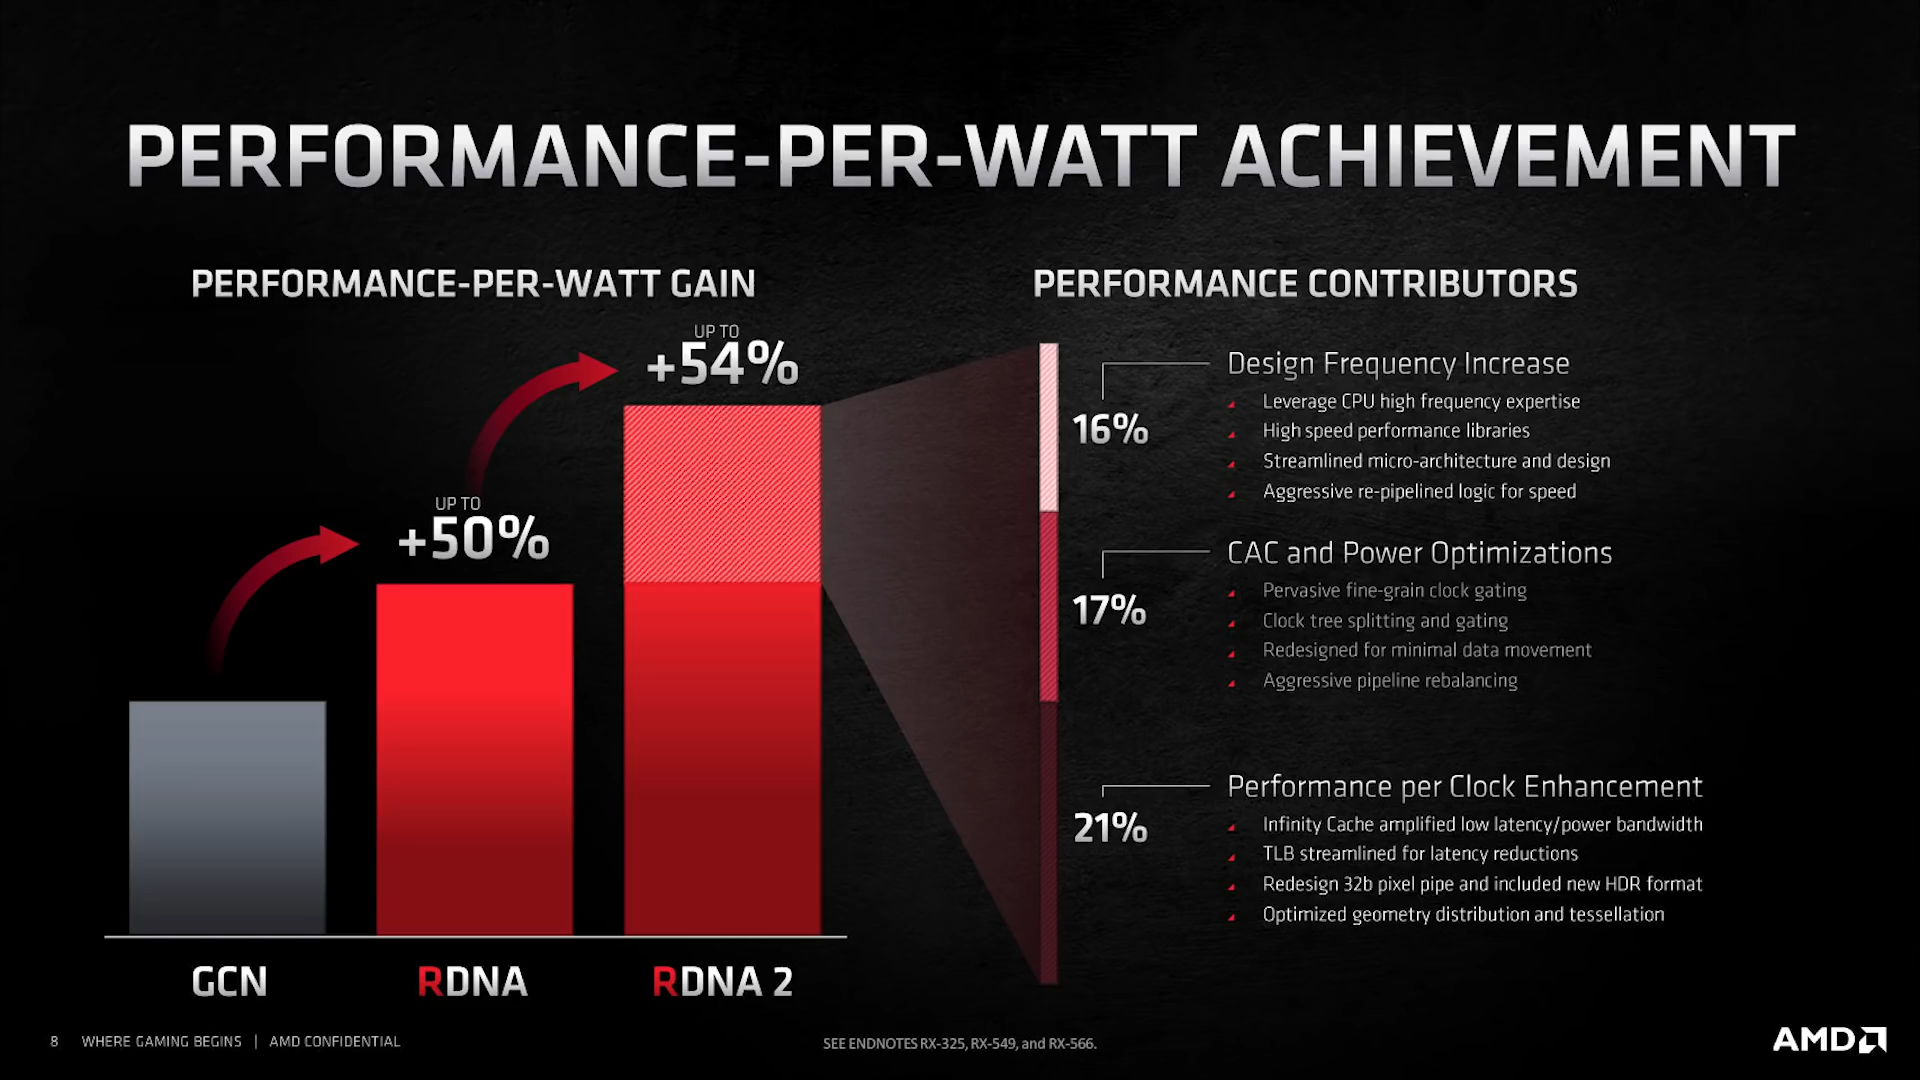 PERFORMANCE-PER-WATT ACHIEVEMENT
PERFORMANCE-PER-WATT GAIN
UP TO
+54%
UP TO
+50%
GCN
RDNA
RDNA 2
PERFORMANCE CONTRIBUTORS
16%
Design Frequency Increase
Leverage CPU high frequency expertise
High speed performance libraries
Streamlined micro-architecture and design
Aggressive re-pipelined logic for speed
17%
CAC and Power Optimizations
Pervasive fine-grain clock gating
Clock tree splitting and gating
Redesigned for minimal data movement
Aggressive pipeline rebalancing
21%
Performance per Clock Enhancement
Infinity Cache amplified low latency/power bandwidth
TLB streamlined for latency reductions
Redesign 32b pixel pipe and included new HDR format
Optimized geometry distribution and tessellation
8 WHERE GAMING BEGINS | AMD CONFIDENTIAL
SEE ENDNOTES RX-325, RX-549, and RX-566.
AMD